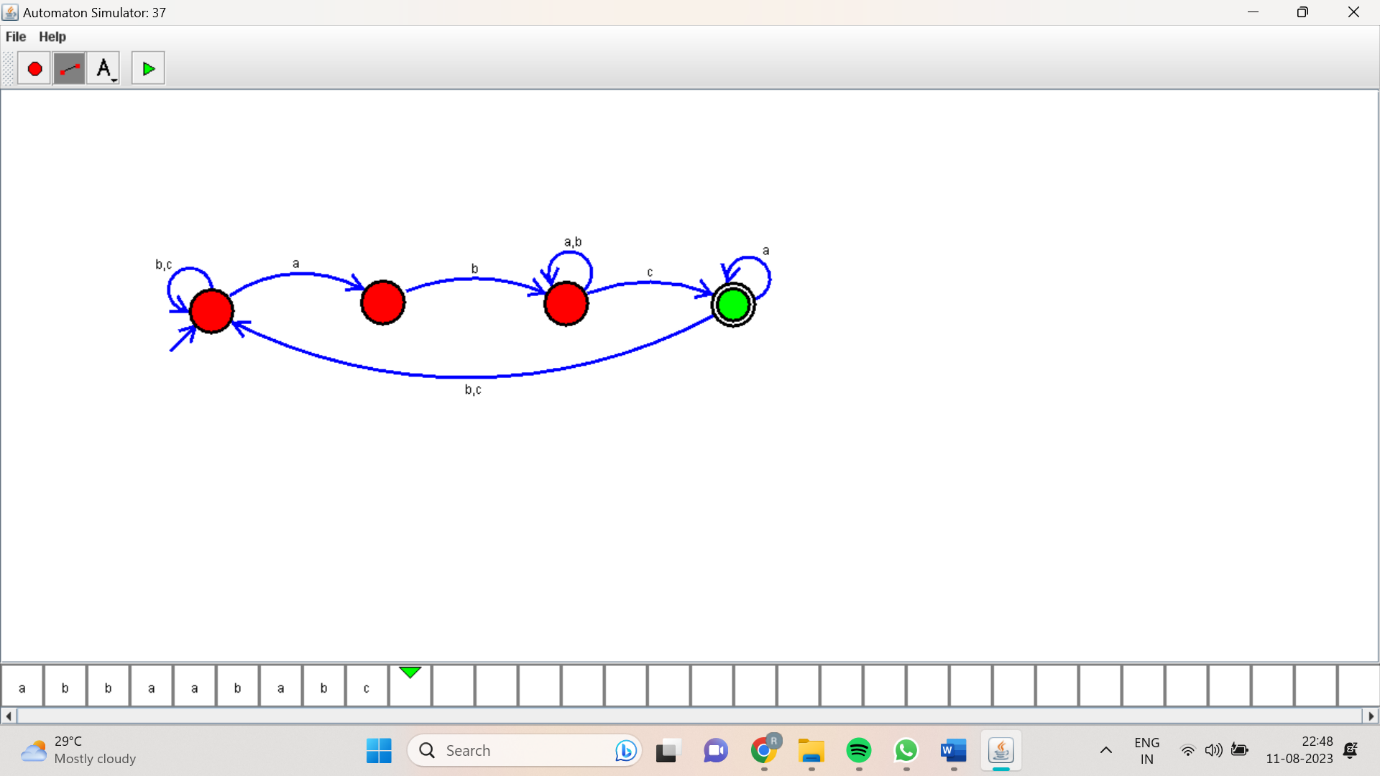 Automaton Simulator: 37
File Help
A
a,b
a
b,c
a
b
c
b,c
a b b a a b a b c
29°C
Mostly cloudy
Search
R
W
ENG
IN
22:48
11-08-2023